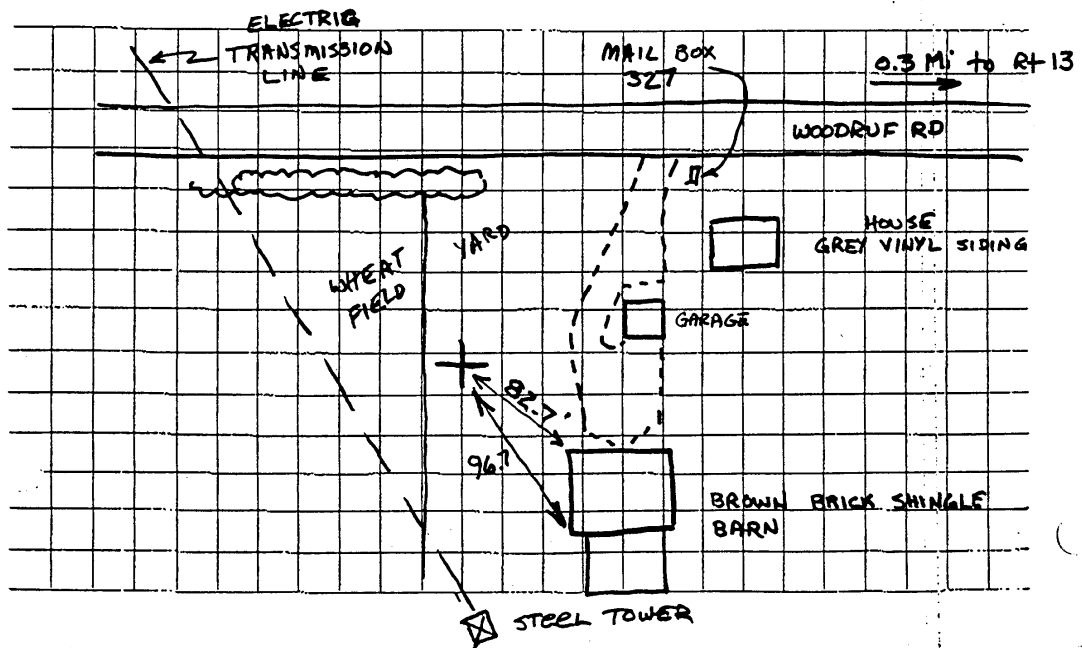 ELECTRIG
TRANSMISSION
LINE
MAIL BOX
327
0.3 Mi to Rt 13
WOODRUF RD
YARD
WHEAT
FIELD
HOUSE
GREY VINYL SIDING
GARAGE
82.7'
96.7
BROWN BRICK SHINGLE
BARN
STEEL TOWER